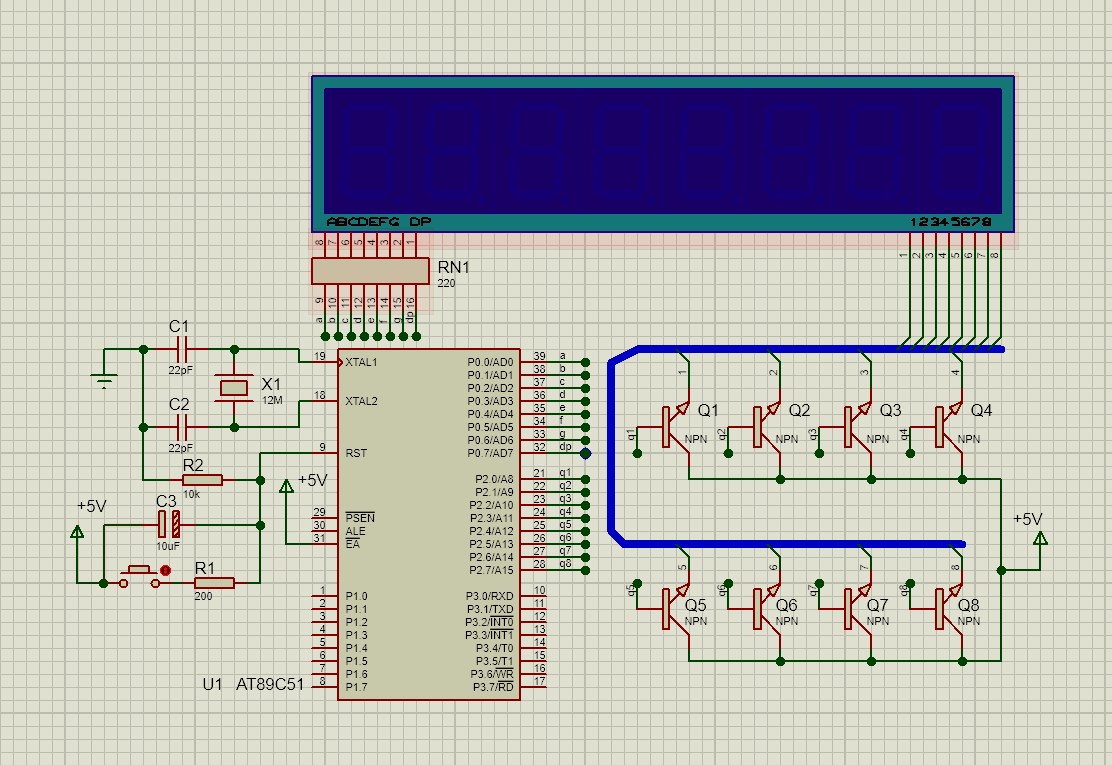 ABCDEFG DP
12345678
8 7 6 5 4 3 2 1
RN1
220
9 10 11 12 13 14 15 16
a b c d e f g dp
1 2 3 4 5 6 7 8
C1
22pF
X1
12M
C2
22pF
R2
10k
C3
10uF
+5V
R1
200
+5V
19 XTAL1
18 XTAL2
9 RST
29 PSEN
30 ALE
31 EA
1 P1.0
2 P1.1
3 P1.2
4 P1.3
5 P1.4
6 P1.5
7 P1.6
8 P1.7
U1 AT89C51
P0.0/AD0 39 a
P0.1/AD1 38 b
P0.2/AD2 37 c
P0.3/AD3 36 d
P0.4/AD4 35 e
P0.5/AD5 34 f
P0.6/AD6 33 g
P0.7/AD7 32 dp
P2.0/A8 21 q1
P2.1/A9 22 q2
P2.2/A10 23 q3
P2.3/A11 24 q4
P2.4/A12 25 q5
P2.5/A13 26 q6
P2.6/A14 27 q7
P2.7/A15 28 q8
P3.0/RXD 10
P3.1/TXD 11
P3.2/INT0 12
P3.3/INT1 13
P3.4/T0 14
P3.5/T1 15
P3.6/WR 16
P3.7/RD 17
1 2 3 4
Q1 Q2 Q3 Q4
NPN NPN NPN NPN
q1 q2 q3 q4
+5V
5 6 7 8
q5 q6 q7 q8
Q5 Q6 Q7 Q8
NPN NPN NPN NPN